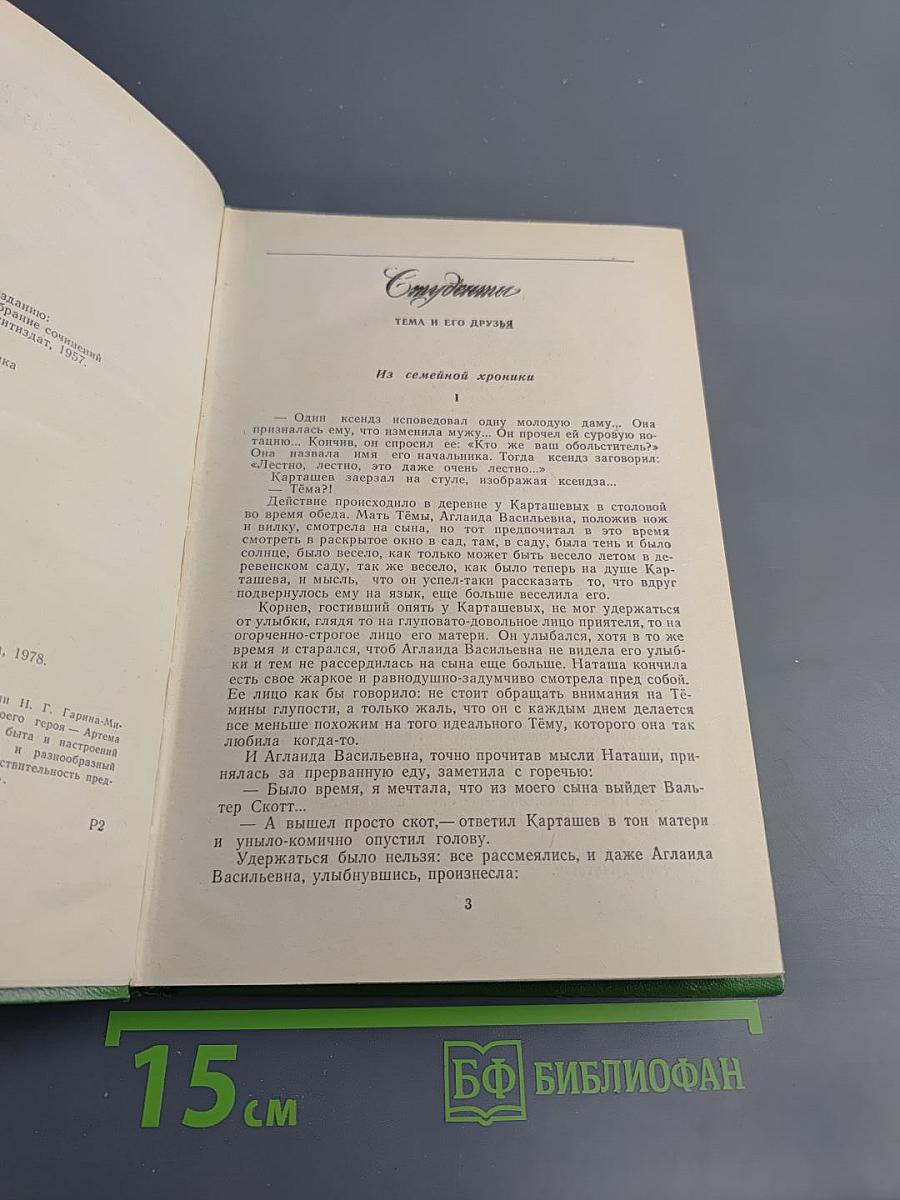 зданию:
брание сочинений
итиздат, 1957.
ка
, 1978.
ли Н. Г. Гарина-Ми-
оего героя — Артема
быта и настроений
и разнообразный
ствительность пред-
Р2
Студенты
ТЕМА И ЕГО ДРУЗЬЯ
Из семейной хроники
I
— Один ксендз исповедовал одну молодую даму... Она
призналась ему, что изменила мужу... Он прочел ей суровую но-
тацию... Кончив, он спросил ее: «Кто же ваш обольститель?»
Она назвала имя его начальника. Тогда ксендз заговорил:
«Лестно, лестно, это даже очень лестно...»
Карташев заерзал на стуле, изображая ксендза...
— Тёма?!
Действие происходило в деревне у Карташевых в столовой
во время обеда. Мать Тёмы, Аглаида Васильевна, положив нож
и вилку, смотрела на сына, но тот предпочитал в это время
смотреть в раскрытое окно в сад, там, в саду, была тень и было
солнце, было весело, как только может быть весело летом в де-
ревенском саду, так же весело, как было теперь на душе Кар-
ташева, и мысль, что он успел-таки рассказать то, что вдруг
подвернулось ему на язык, еще больше веселила его.
Корнев, гостивший опять у Карташевых, не мог удержаться
от улыбки, глядя то на глуповато-довольное лицо приятеля, то на
огорченно-строгое лицо его матери. Он улыбался, хотя в то же
время и старался, чтоб Аглаида Васильевна не видела его улыб-
ки и тем не рассердилась на сына еще больше. Наташа кончила
есть свое жаркое и равнодушно-задумчиво смотрела пред собой.
Ее лицо как бы говорило: не стоит обращать внимания на Тё-
мины глупости, а только жаль, что он с каждым днем делается
все меньше похожим на того идеального Тёму, которого она так
любила когда-то.
И Аглаида Васильевна, точно прочитав мысли Наташи, при-
нялась за прерванную еду, заметила с горечью:
— Было время, я мечтала, что из моего сына выйдет Валь-
тер Скотт...
— А вышел просто скот,— ответил Карташев в тон матери
и уныло-комично опустил голову.
Удержаться было нельзя: все рассмеялись, и даже Аглаида
Васильевна, улыбнувшись, произнесла:
3
15 см
БФ БИБЛИОФАН